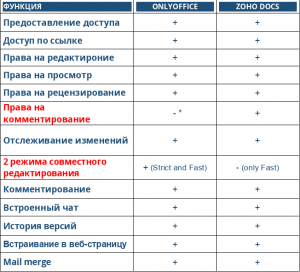 ФУНКЦИЯ ONLYOFFICE ZOHO DOCS
Предоставление доступа + +
Доступ по ссылке + +
Права на редактирониe + +
Права на просмотр + +
Права на рецензирование + +
Права на
комментирование - * +
Отслеживание изменений + +
2 режима совместного
редактирования + (Strict and Fast) - (only Fast)
Комментирование + +
Встроенный чат + +
История версий + +
Встраивание в веб-страницу + +
Mail merge + +